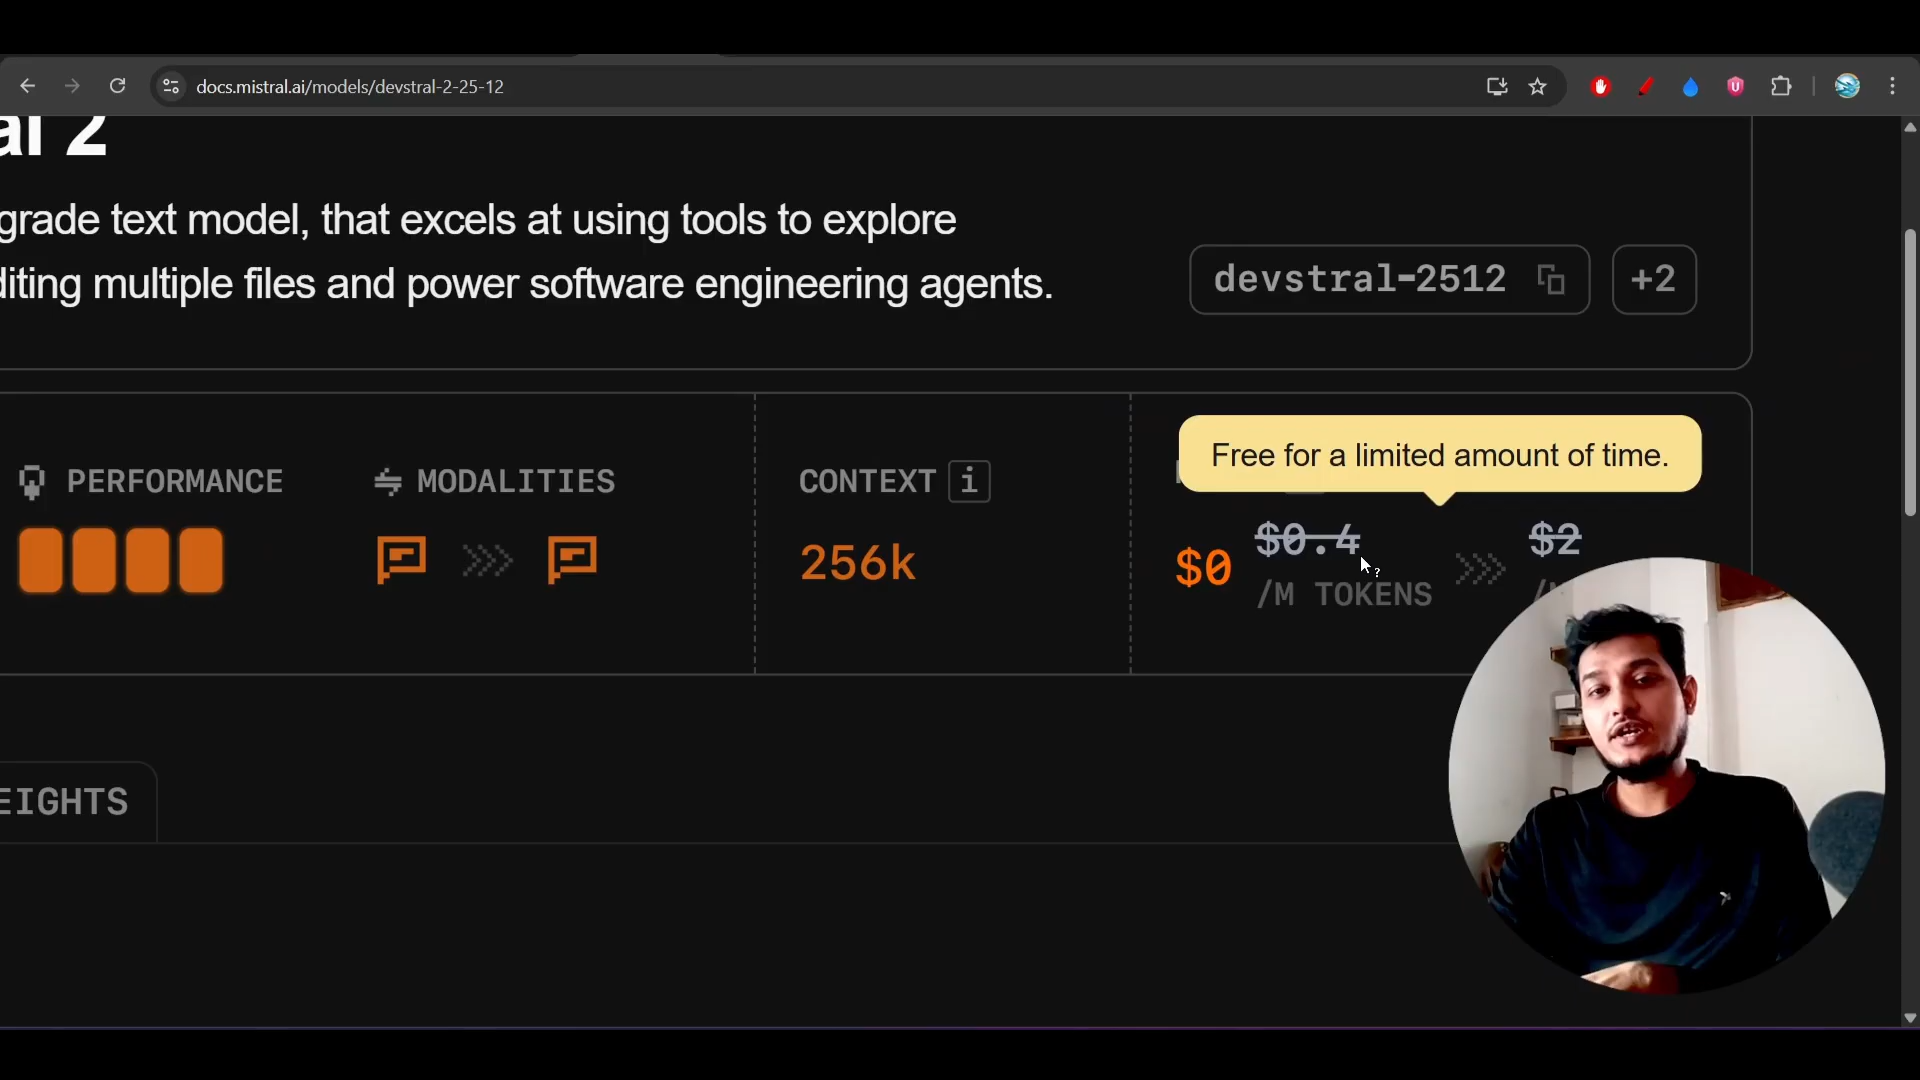 docs.mistral.ai/models/devstral-2-25-12
al 2
grade text model, that excels at using tools to explore
diting multiple files and power software engineering agents.
devstral-2512
+2
PERFORMANCE
MODALITIES
CONTEXT i
Free for a limited amount of time.
256k
$0
$0.4
$2
/M TOKENS
EIGHTS